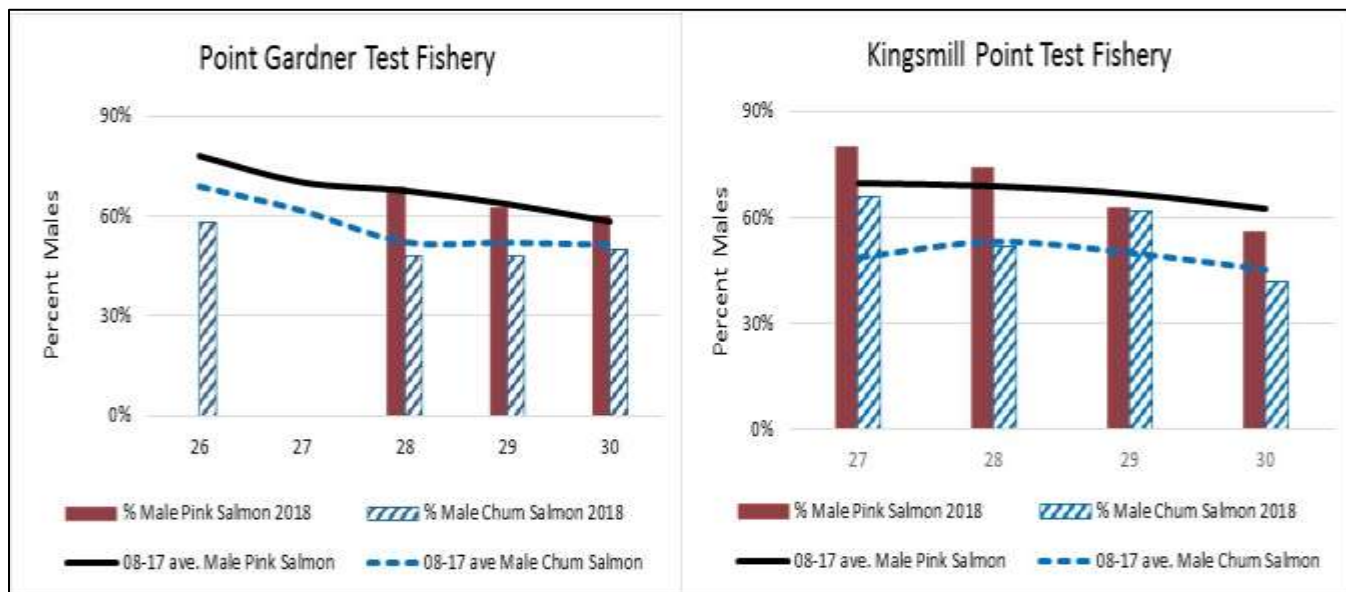 Point Gardner Test Fishery
90%
60%
30%
0%
Percent Males
26 27 28 29 30
% Male Pink Salmon 2018 % Male Chum Salmon 2018
08-17 ave. Male Pink Salmon 08-17 ave Male Chum Salmon
Kingsmill Point Test Fishery
90%
60%
30%
0%
Percent Males
27 28 29 30
% Male Pink Salmon 2018 % Male Chum Salmon 2018
08-17 ave. Male Pink Salmon 08-17 ave Male Chum Salmon